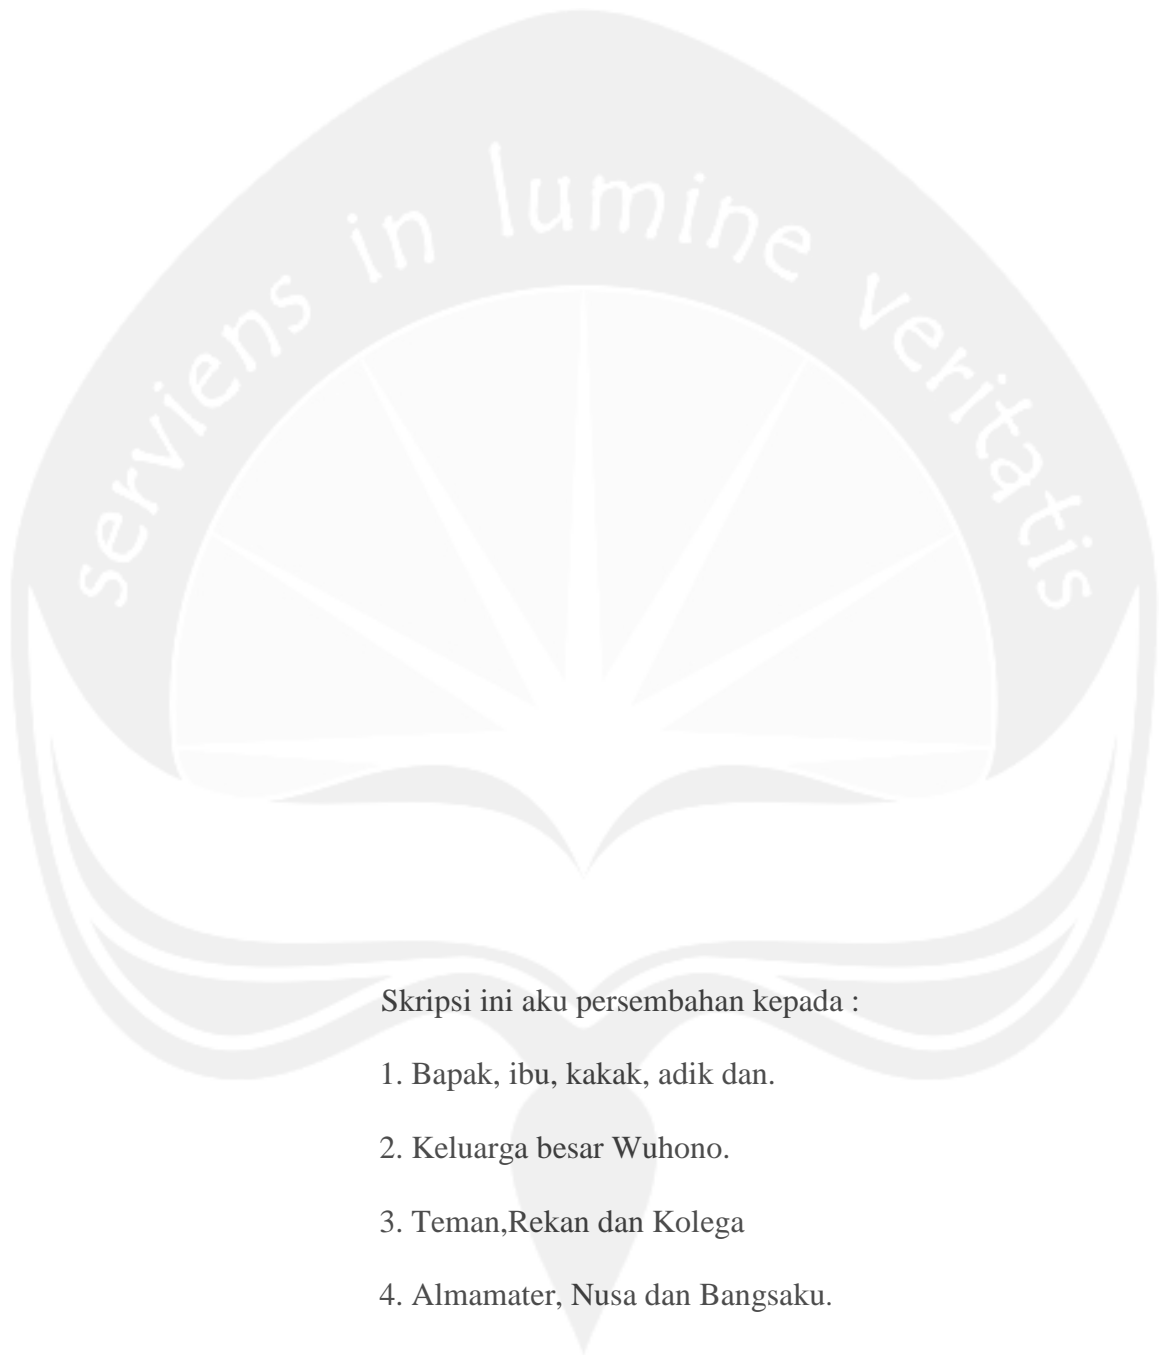 serviens in lumine veritatis
Skripsi ini aku persembahan kepada :
1. Bapak, ibu, kakak, adik dan.
2. Keluarga besar Wuhono.
3. Teman,Rekan dan Kolega
4. Almamater, Nusa dan Bangsaku.